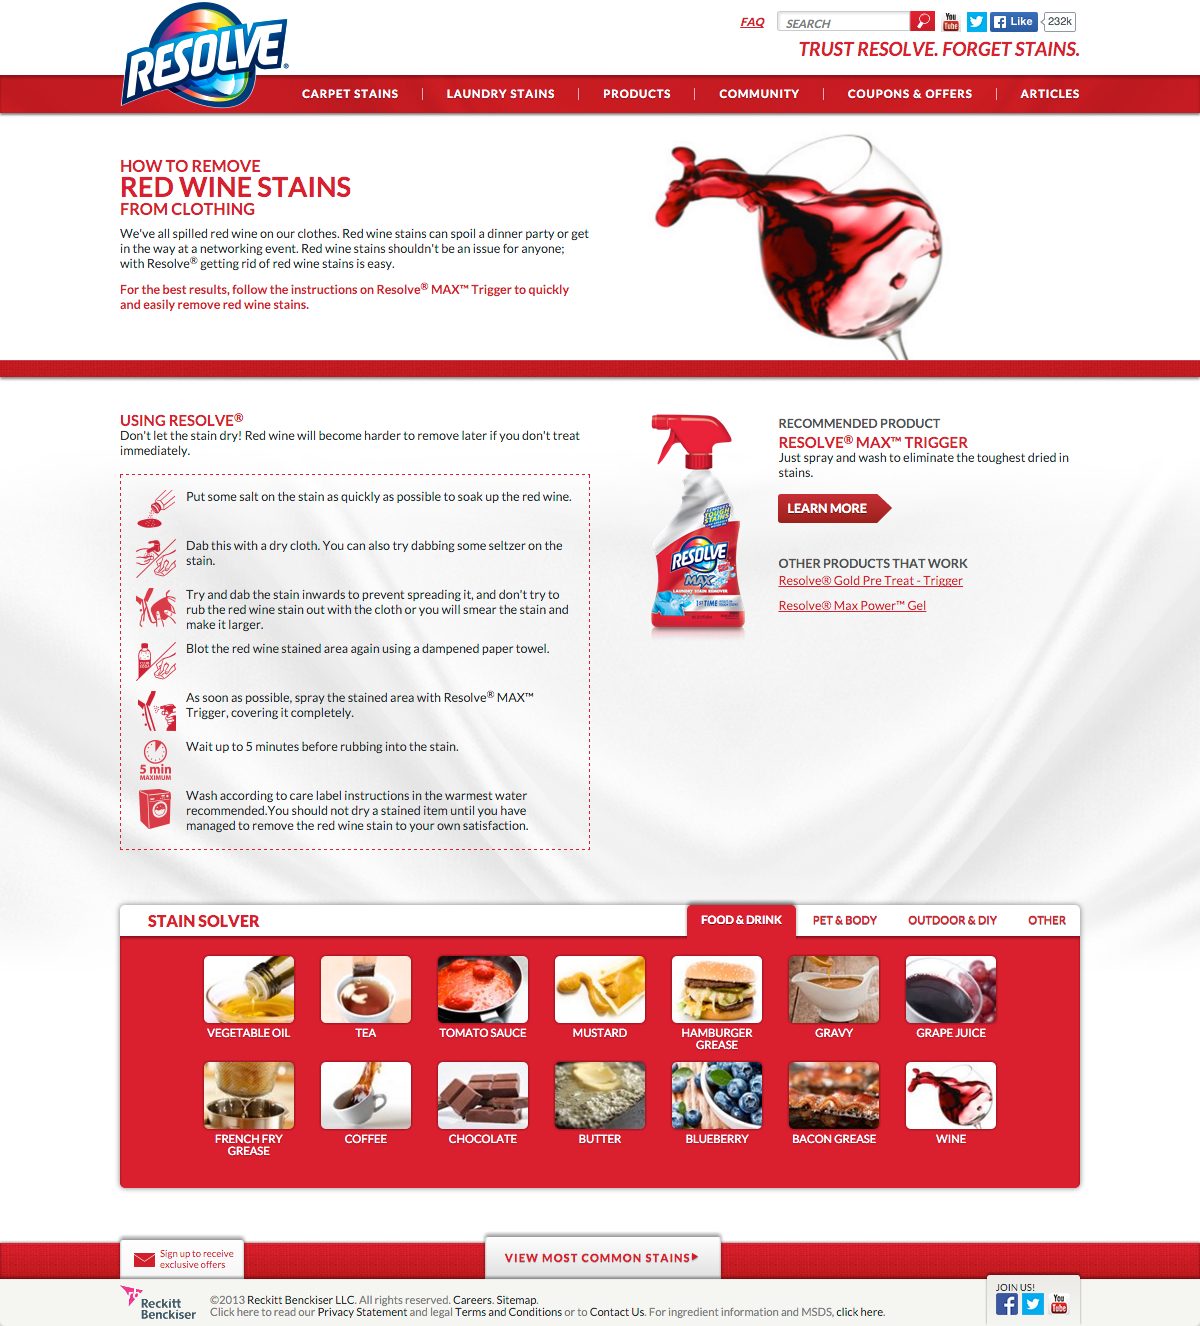 RESOLVE®
FAQ
SEARCH
You Tube
Like
232k
TRUST RESOLVE. FORGET STAINS.
CARPET STAINS | LAUNDRY STAINS | PRODUCTS | COMMUNITY | COUPONS & OFFERS | ARTICLES
HOW TO REMOVE
RED WINE STAINS
FROM CLOTHING
We've all spilled red wine on our clothes. Red wine stains can spoil a dinner party or get
in the way at a networking event. Red wine stains shouldn't be an issue for anyone;
with Resolve® getting rid of red wine stains is easy.
For the best results, follow the instructions on Resolve® MAX™ Trigger to quickly
and easily remove red wine stains.
USING RESOLVE®
Don't let the stain dry! Red wine will become harder to remove later if you don't treat
immediately.
Put some salt on the stain as quickly as possible to soak up the red wine.
Dab this with a dry cloth. You can also try dabbing some seltzer on the
stain.
Try and dab the stain inwards to prevent spreading it, and don't try to
rub the red wine stain out with the cloth or you will smear the stain and
make it larger.
Blot the red wine stained area again using a dampened paper towel.
As soon as possible, spray the stained area with Resolve® MAX™
Trigger, covering it completely.
5 min
MAXIMUM
Wait up to 5 minutes before rubbing into the stain.
Wash according to care label instructions in the warmest water
recommended.You should not dry a stained item until you have
managed to remove the red wine stain to your own satisfaction.
TOUGH
STAINS
RESOLVE
MAX
LAUNDRY STAIN REMOVER
1st TIME
RECOMMENDED PRODUCT
RESOLVE® MAX™ TRIGGER
Just spray and wash to eliminate the toughest dried in
stains.
LEARN MORE
OTHER PRODUCTS THAT WORK
Resolve® Gold Pre Treat - Trigger
Resolve® Max Power™ Gel
STAIN SOLVER
FOOD & DRINK
PET & BODY
OUTDOOR & DIY
OTHER
VEGETABLE OIL
TEA
TOMATO SAUCE
MUSTARD
HAMBURGER
GREASE
GRAVY
GRAPE JUICE
FRENCH FRY
GREASE
COFFEE
CHOCOLATE
BUTTER
BLUEBERRY
BACON GREASE
WINE
Sign up to receive
exclusive offers
VIEW MOST COMMON STAINS
Reckitt
Benckiser
©2013 Reckitt Benckiser LLC. All rights reserved. Careers. Sitemap.
Click here to read our Privacy Statement and legal Terms and Conditions or to Contact Us. For ingredient information and MSDS, click here.
JOIN US!
You Tube